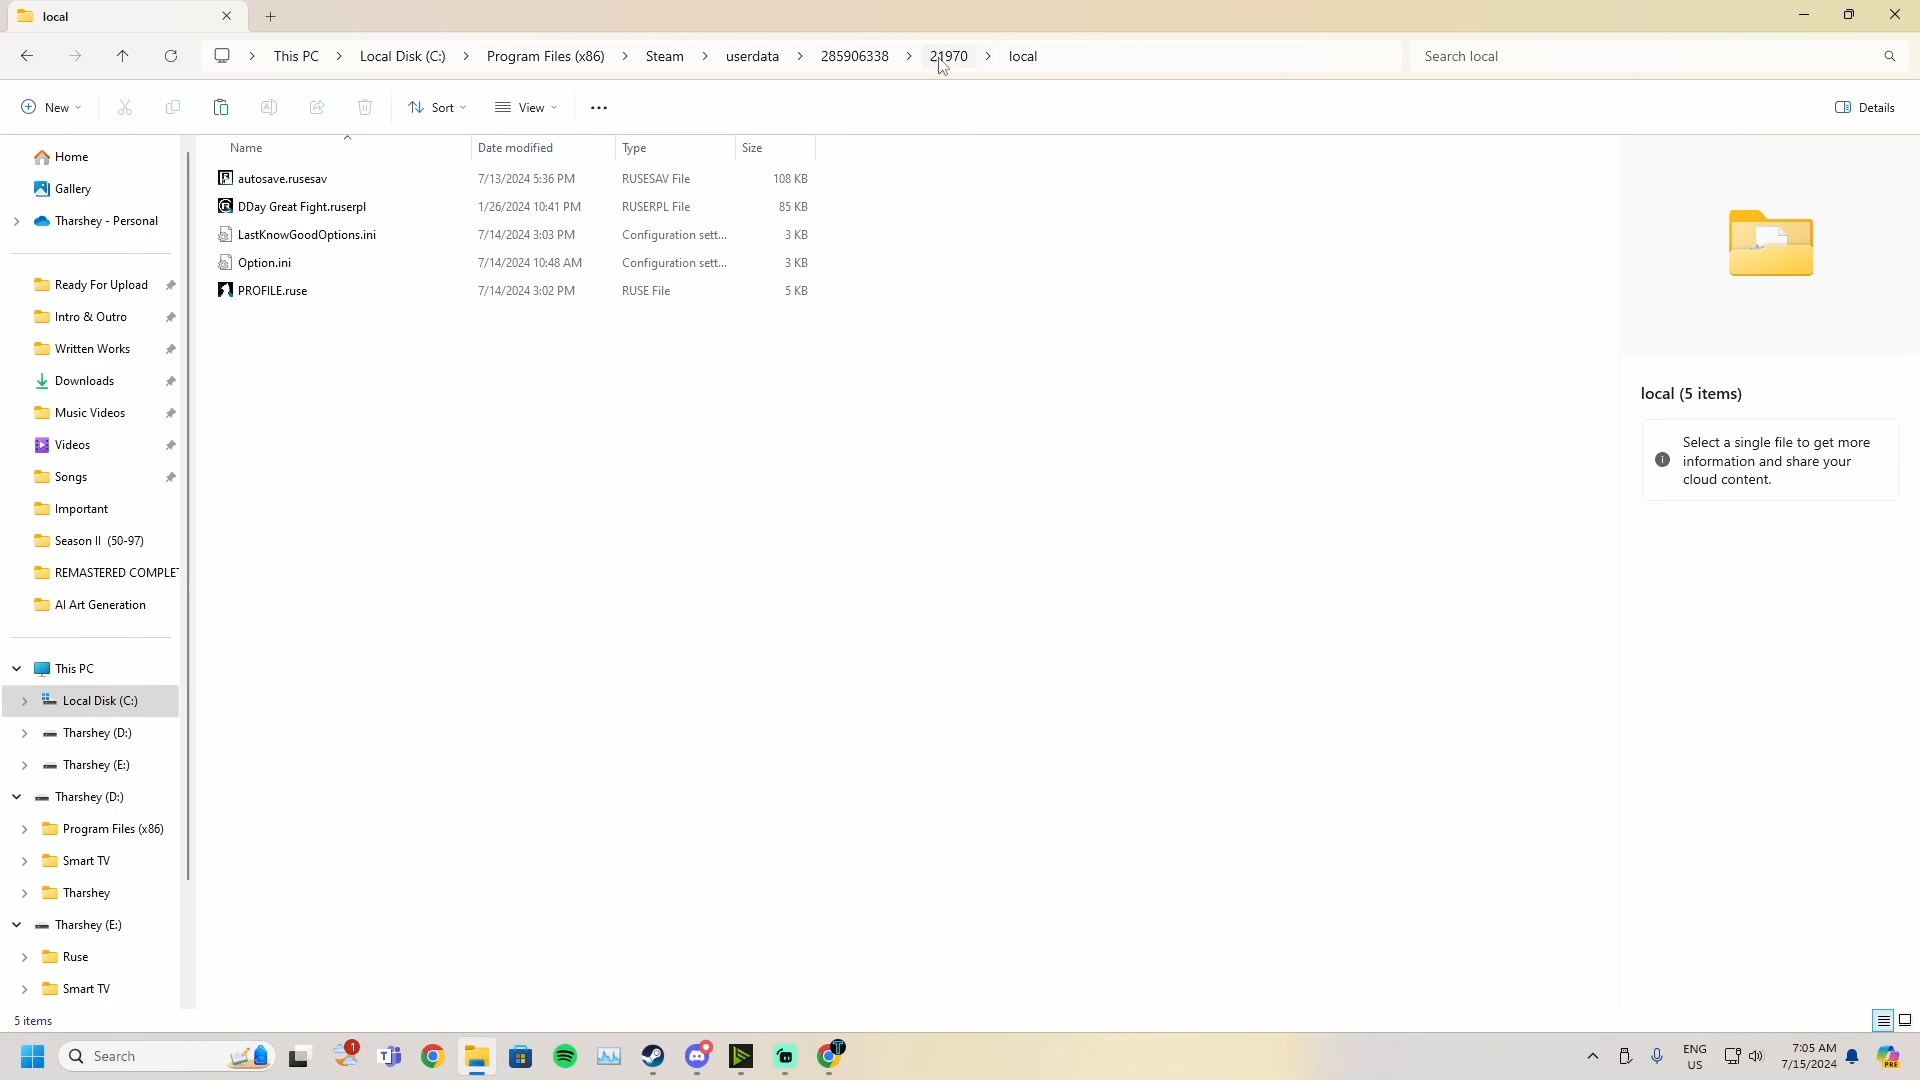 local
This PC > Local Disk (C:) > Program Files (x86) > Steam > userdata > 285906338 > 21970 > local
Search local
New
Sort
View
Details
Home
Gallery
Tharshey - Personal
Ready For Upload
Intro & Outro
Written Works
Downloads
Music Videos
Videos
Songs
Important
Season II (50-97)
REMASTERED COMPLET
AI Art Generation
This PC
Local Disk (C:)
Tharshey (D:)
Tharshey (E:)
Tharshey (D:)
Program Files (x86)
Smart TV
Tharshey
Tharshey (E:)
Ruse
Smart TV
Name Date modified Type Size
autosave.rusesav 7/13/2024 5:36 PM RUSESAV File 108 KB
DDay Great Fight.ruserpl 1/26/2024 10:41 PM RUSERPL File 85 KB
LastKnowGoodOptions.ini 7/14/2024 3:03 PM Configuration sett... 3 KB
Option.ini 7/14/2024 10:48 AM Configuration sett... 3 KB
PROFILE.ruse 7/14/2024 3:02 PM RUSE File 5 KB
local (5 items)
Select a single file to get more
information and share your
cloud content.
5 items
Search
1
ENG
US
7:05 AM
7/15/2024
PRE